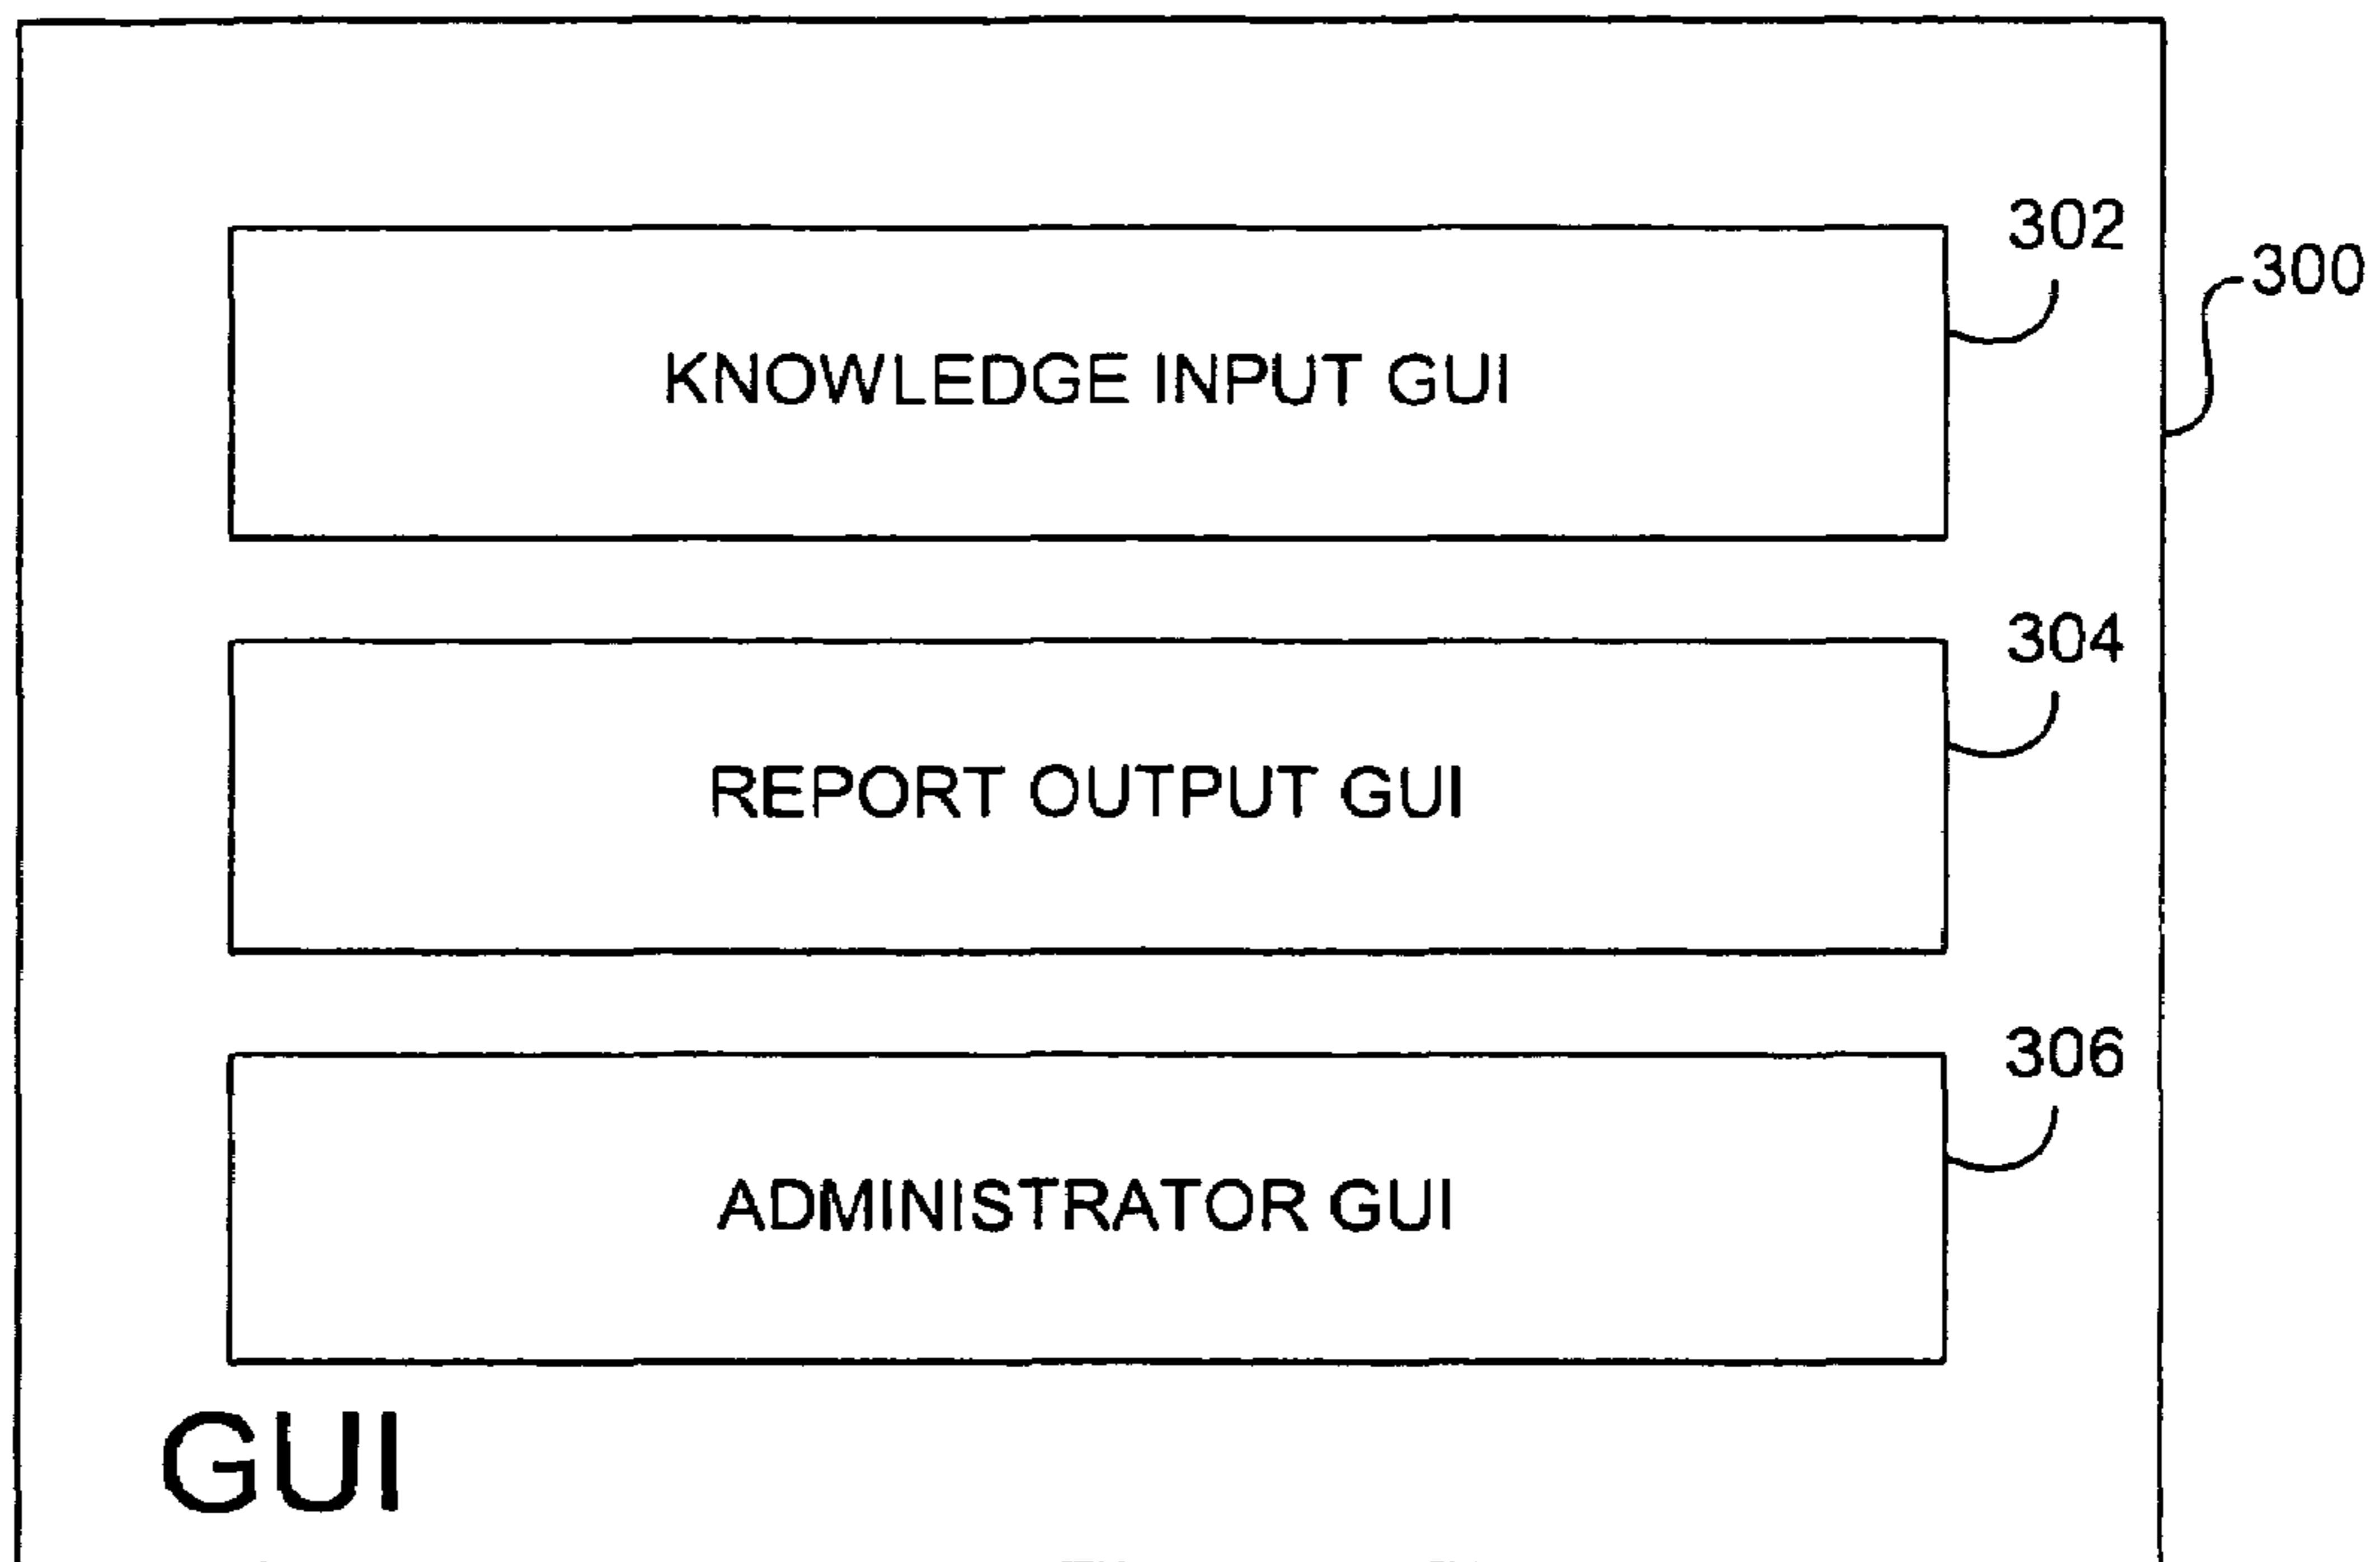 302
300
KNOWLEDGE INPUT GUI
304
REPORT OUTPUT GUI
306
ADMINISTRATOR GUI
GUI